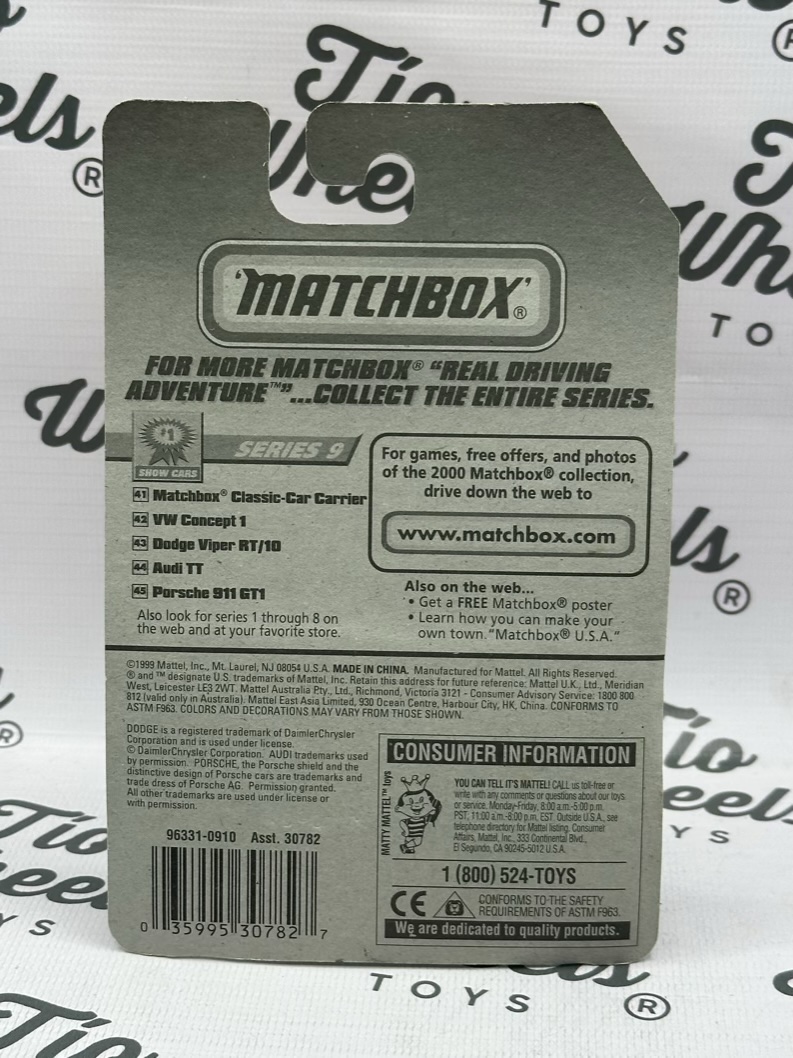 TOYS
®
Tio
Wheels
els
®
Whe
TO
'MATCHBOX'®
FOR MORE MATCHBOX® "REAL DRIVING
ADVENTURE™"...COLLECT THE ENTIRE SERIES.
#1
SHOW CARS
SERIES 9
41 Matchbox® Classic-Car Carrier
42 VW Concept 1
43 Dodge Viper RT/10
44 Audi TT
45 Porsche 911 GT1
Also look for series 1 through 8 on
the web and at your favorite store.
For games, free offers, and photos
of the 2000 Matchbox® collection,
drive down the web to
www.matchbox.com
Also on the web...
• Get a FREE Matchbox® poster
• Learn how you can make your
own town."Matchbox® U.S.A."
©1999 Mattel, Inc., Mt. Laurel, NJ 08054 U.S.A. MADE IN CHINA. Manufactured for Mattel. All Rights Reserved.
® and ™ designate U.S. trademarks of Mattel, Inc. Retain this address for future reference: Mattel U.K., Ltd., Meridian
West, Leicester LE3 2WT. Mattel Australia Pty., Ltd., Richmond, Victoria 3121 - Consumer Advisory Service: 1800 800
812 (valid only in Australia). Mattel East Asia Limited, 930 Ocean Centre, Harbour City, HK, China. CONFORMS TO
ASTM F963. COLORS AND DECORATIONS MAY VARY FROM THOSE SHOWN.
DODGE is a registered trademark of DaimlerChrysler
Corporation and is used under license.
© DaimlerChrysler Corporation. AUDI trademarks used
by permission. PORSCHE, the Porsche shield and the
distinctive design of Porsche cars are trademarks and
trade dress of Porsche AG. Permission granted.
All other trademarks are used under license or
with permission.
96331-0910 Asst. 30782
0 35995 30782 7
CONSUMER INFORMATION
MATTY MATTEL™ toys
YOU CAN TELL IT'S MATTEL! CALL us toll-free or
write with any comments or questions about our toys
or service. Monday-Friday, 8:00 a.m.-5:00 p.m.
PST, 11:00 a.m.-8:00 p.m. EST. Outside U.S.A., see
telephone directory for Mattel listing. Consumer
Affairs, Mattel, Inc., 333 Continental Blvd.,
El Segundo, CA 90245-5012 U.S.A.
1 (800) 524-TOYS
CE
CONFORMS TO THE SAFETY
REQUIREMENTS OF ASTM F963.
We are dedicated to quality products.
els
®
Tio
eels
YS
TOYS ®